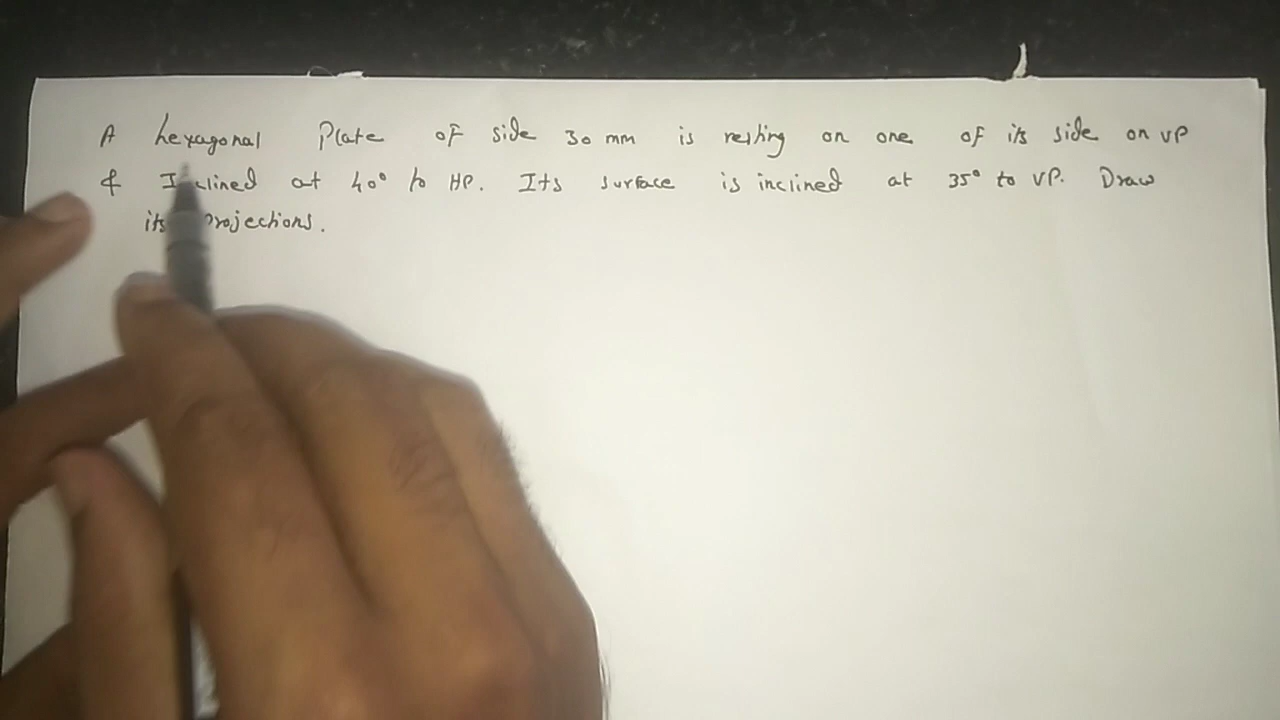 A hexagonal Plate of side 30 mm is resting on one of its side on VP
& Inclined at 40° to HP. Its surface is inclined at 35° to VP. Draw
its projections.